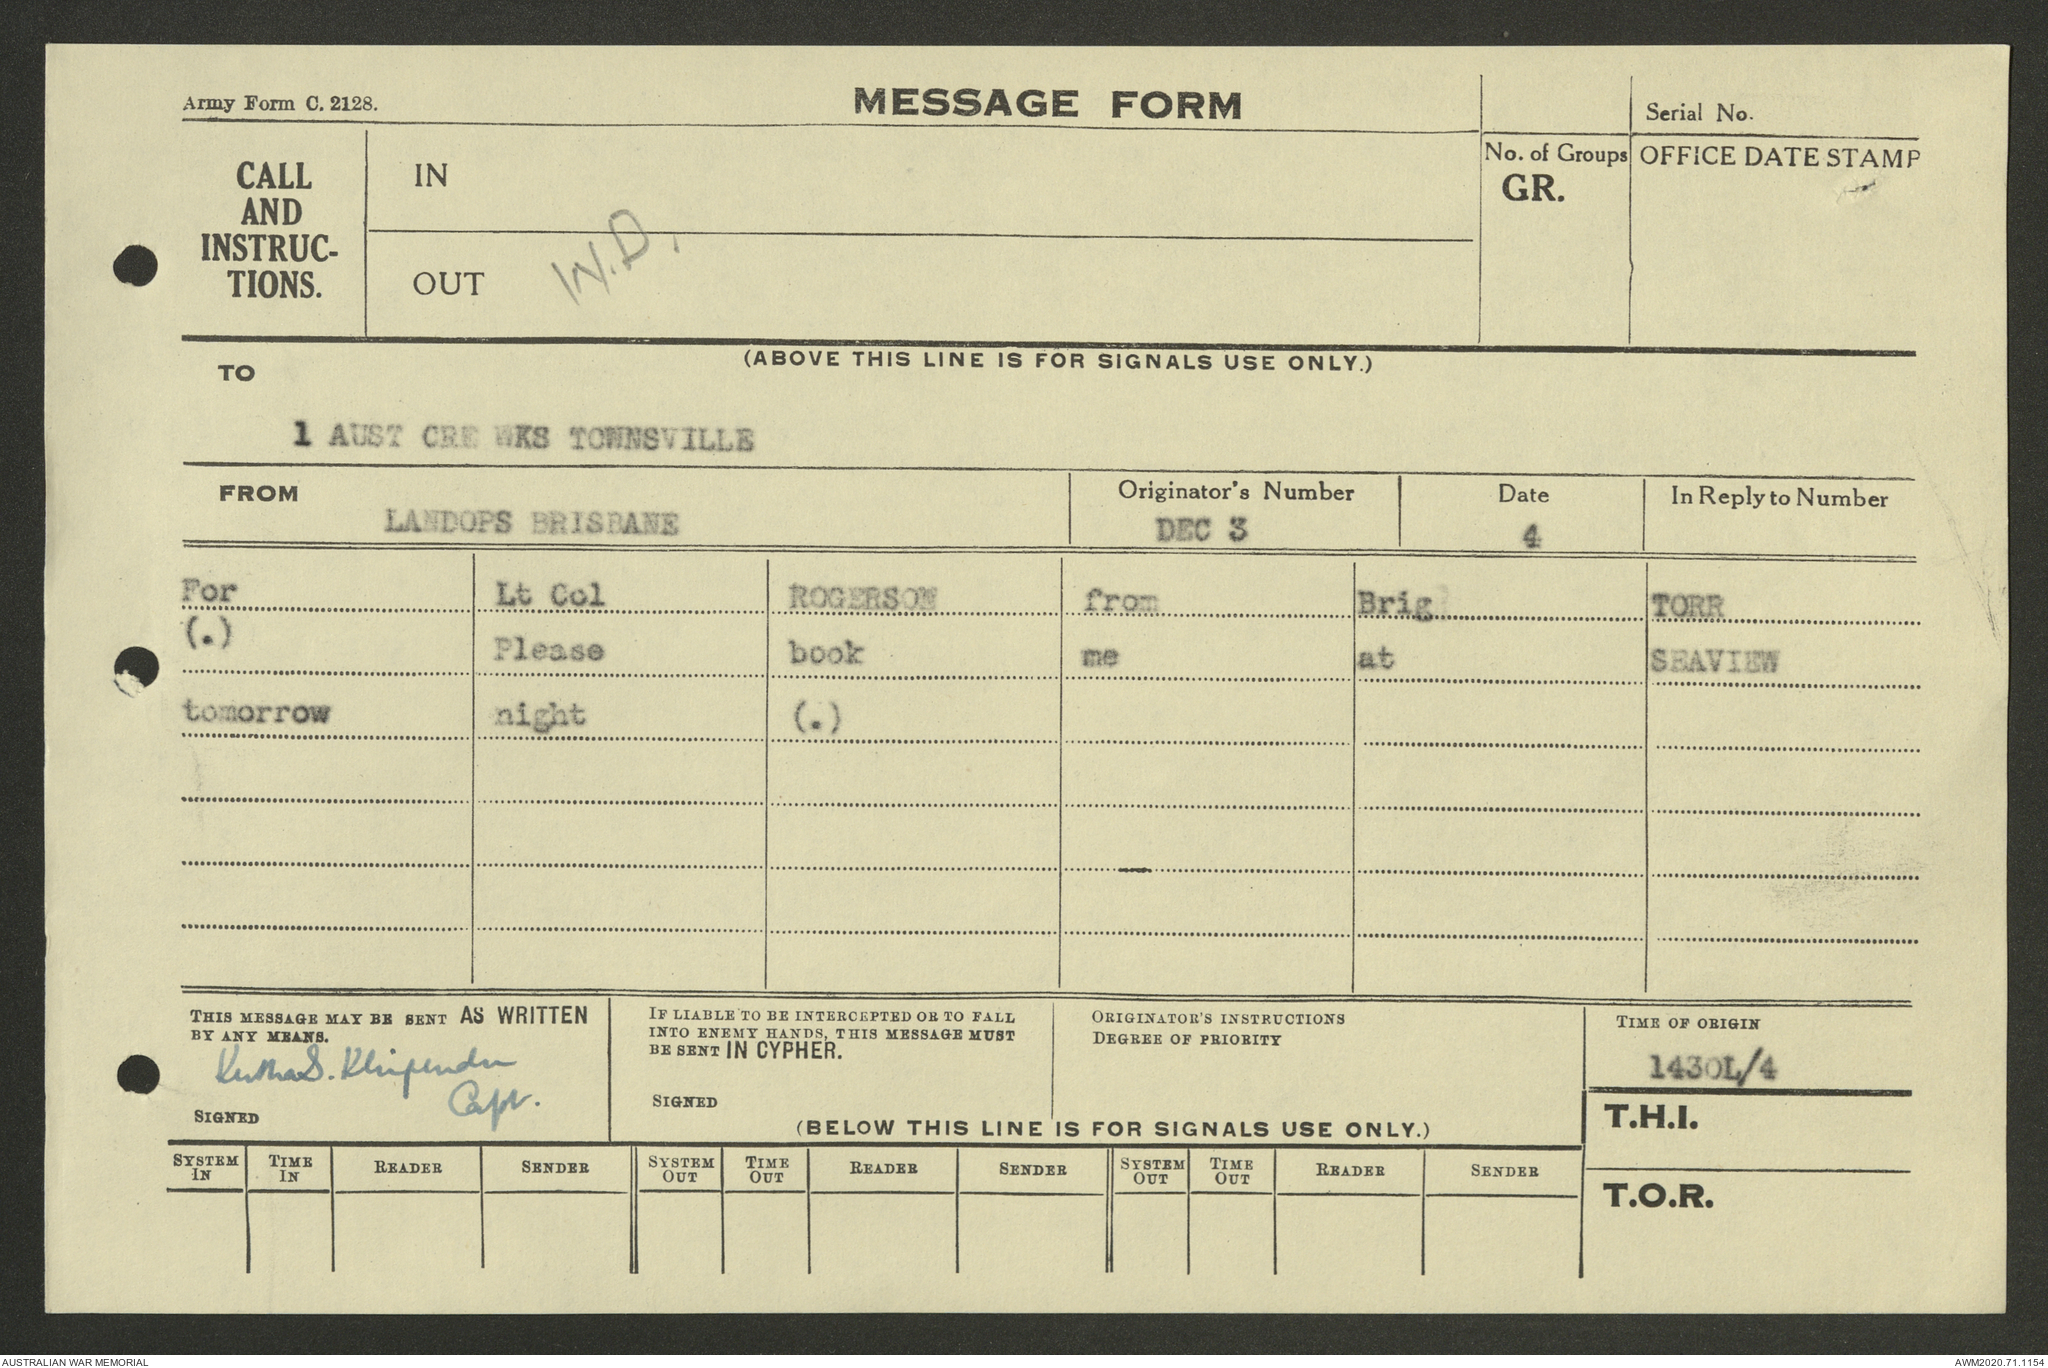 Army Form C. 2128.
MESSAGE FORM
Serial No.
CALL
AND
INSTRUC-
TIONS.
IN
OUT
W.D.
No. of Groups
GR.
OFFICE DATE STAMP
(ABOVE THIS LINE IS FOR SIGNALS USE ONLY.)
TO
1 AUST CRE WKS TOWNSVILLE
FROM
LANDOPS BRISBANE
Originator's Number
DEC 3
Date
4
In Reply to Number
For Lt Col ROGERSON from Brig TORR
(.) Please book me at SEAVIEW
tomorrow night (.)
THIS MESSAGE MAY BE SENT AS WRITTEN
BY ANY MEANS.
Capt.
SIGNED
IF LIABLE TO BE INTERCEPTED OR TO FALL
INTO ENEMY HANDS, THIS MESSAGE MUST
BE SENT IN CYPHER.
SIGNED
ORIGINATOR'S INSTRUCTIONS
DEGREE OF PRIORITY
TIME OF ORIGIN
1430L/4
T.H.I.
T.O.R.
(BELOW THIS LINE IS FOR SIGNALS USE ONLY.)
SYSTEM IN TIME IN READER SENDER SYSTEM OUT TIME OUT READER SENDER SYSTEM OUT TIME OUT READER SENDER
AUSTRALIAN WAR MEMORIAL
AWM2020.71.1154